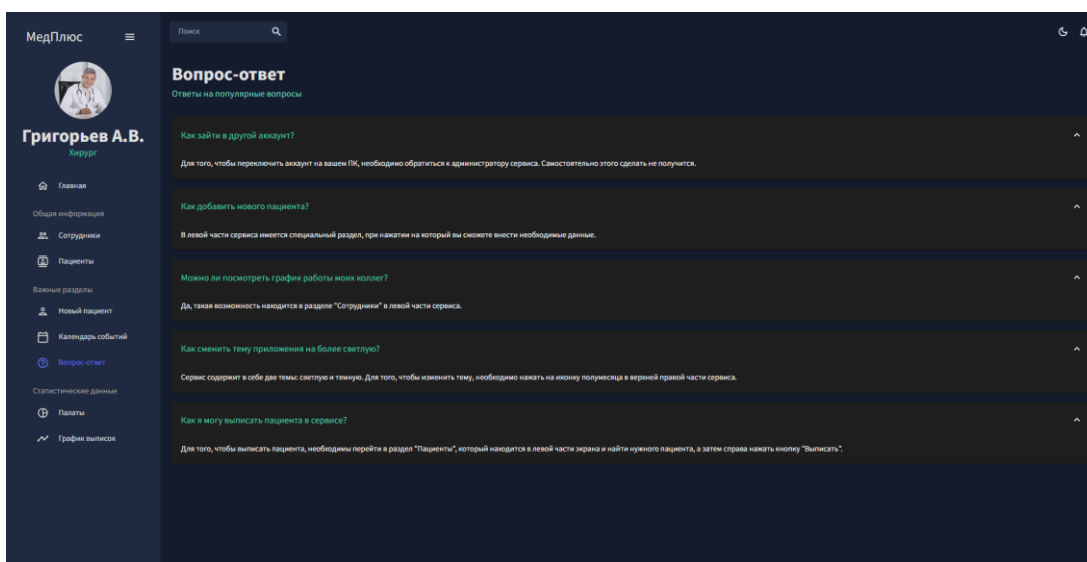 МедПлюс
Григорьев А.В.
Хирург
Главная
Общая информация
Сотрудники
Пациенты
Важные разделы
Новый пациент
Календарь событий
Вопрос-ответ
Статистические данные
Палаты
График выписок
Поиск
Вопрос-ответ
Ответы на популярные вопросы
Как зайти в другой аккаунт?
Для того, чтобы переключить аккаунт на вашем ПК, необходимо обратиться к администратору сервиса. Самостоятельно этого сделать не получится.
Как добавить нового пациента?
В левой части сервиса имеется специальный раздел, при нажатии на который вы сможете внести необходимые данные.
Можно ли посмотреть график работы моих коллег?
Да, такая возможность находится в разделе "Сотрудники" в левой части сервиса.
Как сменить тему приложения на более светлую?
Сервис содержит в себе две темы: светлую и темную. Для того, чтобы изменить тему, необходимо нажать на иконку полумесяца в верхней правой части сервиса.
Как я могу выписать пациента в сервисе?
Для того, чтобы выписать пациента, необходимы перейти в раздел "Пациенты", который находится в левой части экрана и найти нужного пациента, а затем справа нажать кнопку "Выписать".